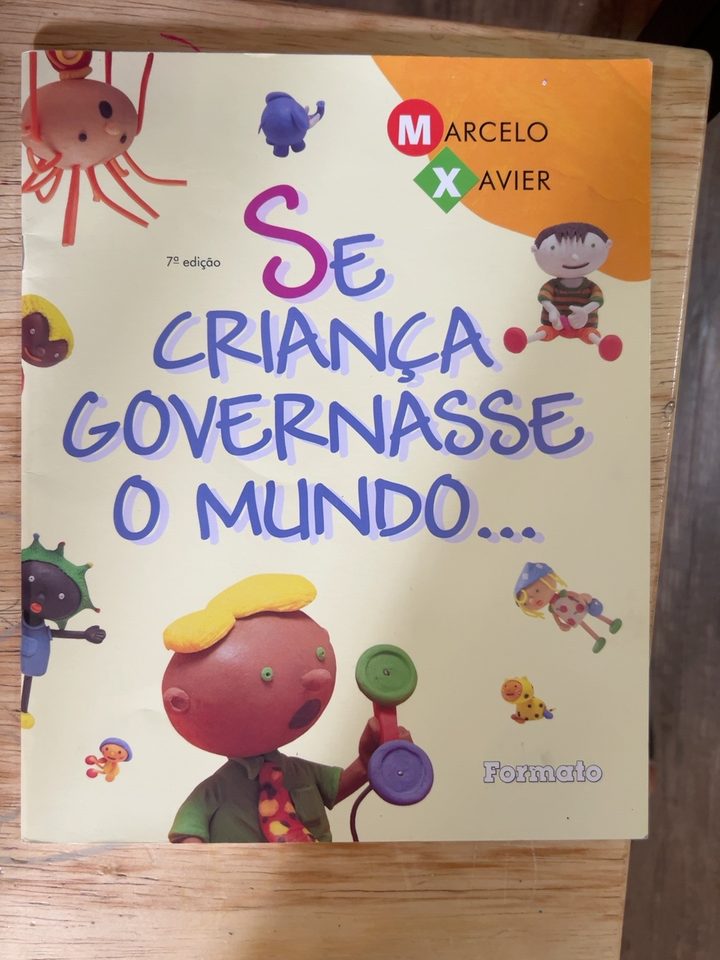 MARCELO
XAVIER
7ª edição
SE
CRIANÇA
GOVERNASSE
O MUNDO...
Formato